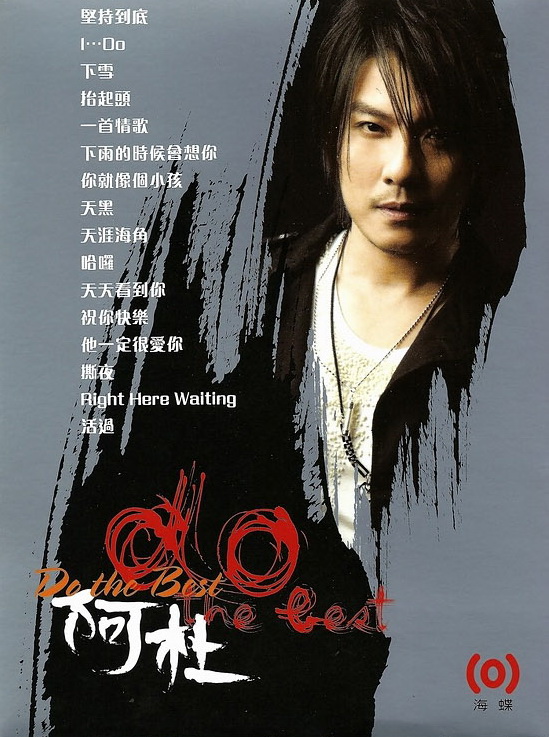 堅持到底
I…Do
下雪
抬起頭
一首情歌
下雨的時候會想你
你就像個小孩
天黑
天涯海角
哈囉
天天看到你
祝你快樂
他一定很愛你
撕夜
Right Here Waiting
活過
do
Do the Best
the best
阿杜
海蝶